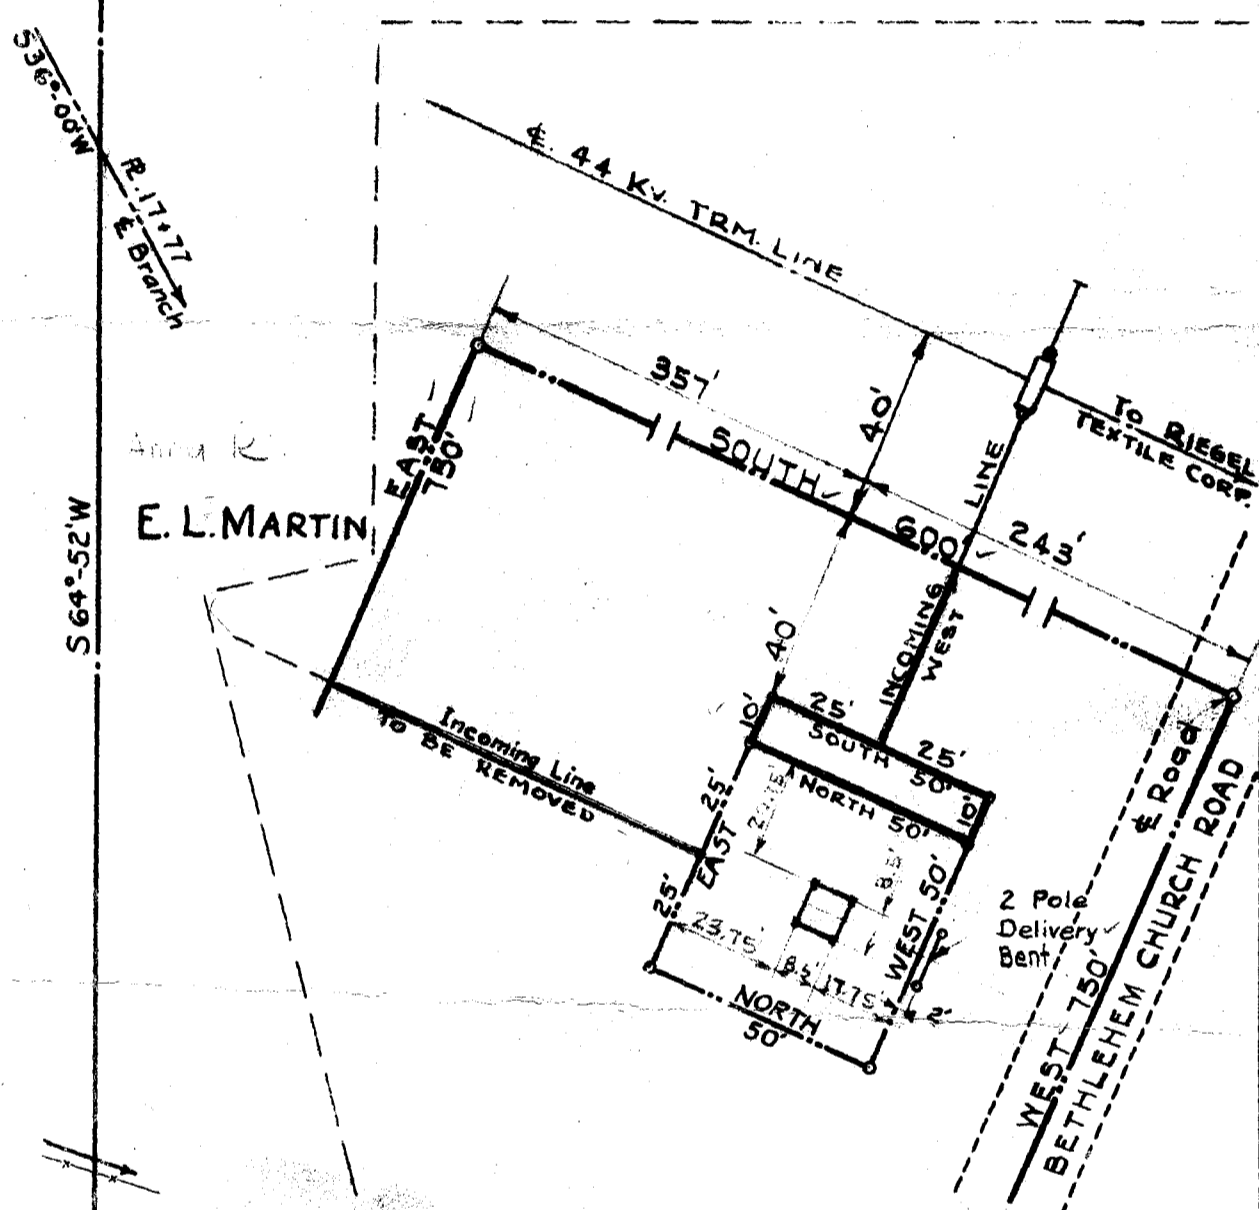 S36°-00'W
℄. 44 Kv. TRM. LINE
17+77
℄ Branch
357'
40'
TO RIEGEL
TEXTILE CORP.
EAST
750'
SOUTH
LINE
E. L. MARTIN
600'
243'
S64°-52'W
40'
INCOMING
WEST
10'
25'
SOUTH
25'
50'
Incoming Line
TO BE REMOVED
25'
NORTH
50'
10'
℄ Road
EAST
25'
WEST 50'
2 Pole
Delivery
Bent
23.75'
8.5'
17.75'
2'
NORTH
50'
WEST 750'
BETHLEHEM CHURCH ROAD